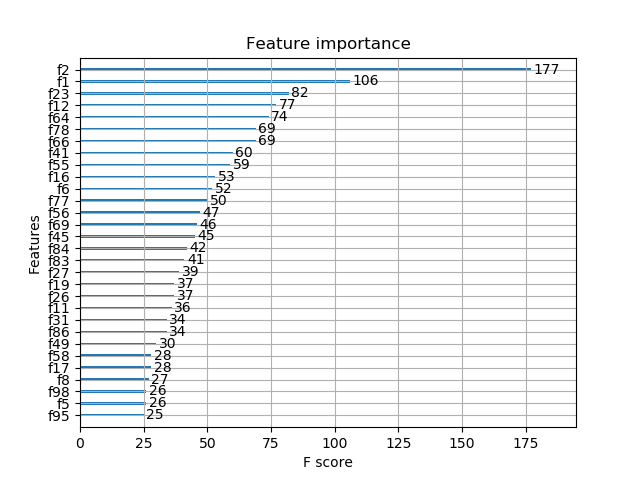 Feature importance
f2 177
f1 106
f23 82
f12 77
f64 74
f78 69
f66 69
f41 60
f55 59
f16 53
f6 52
f77 50
f56 47
f69 46
f45 45
f84 42
f83 41
f27 39
f19 37
f26 37
f11 36
f31 34
f86 34
f49 30
f58 28
f17 28
f8 27
f98 26
f5 26
f95 25
Features
0 25 50 75 100 125 150 175
F score